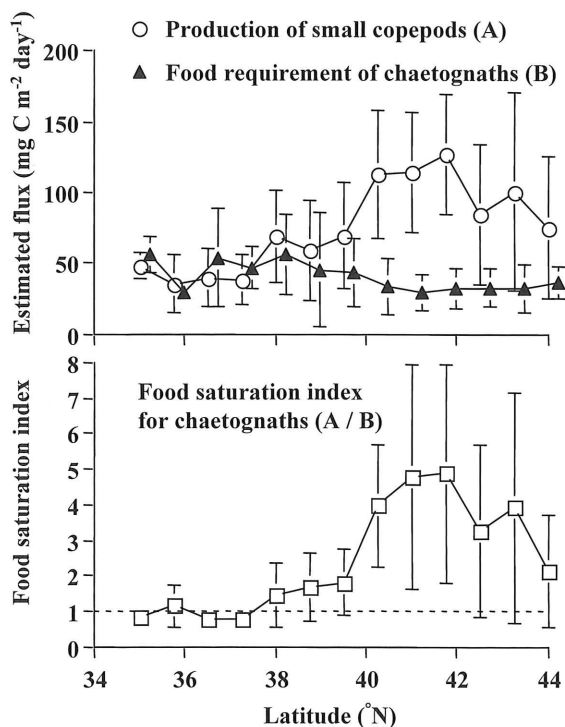 Production of small copepods (A)
Food requirement of chaetognaths (B)
Estimated flux (mg C m⁻² day⁻¹)
200
150
100
50
0
Food saturation index
for chaetognaths (A / B)
Food saturation index
8
7
6
5
4
3
2
1
0
34 36 38 40 42 44
Latitude (°N)